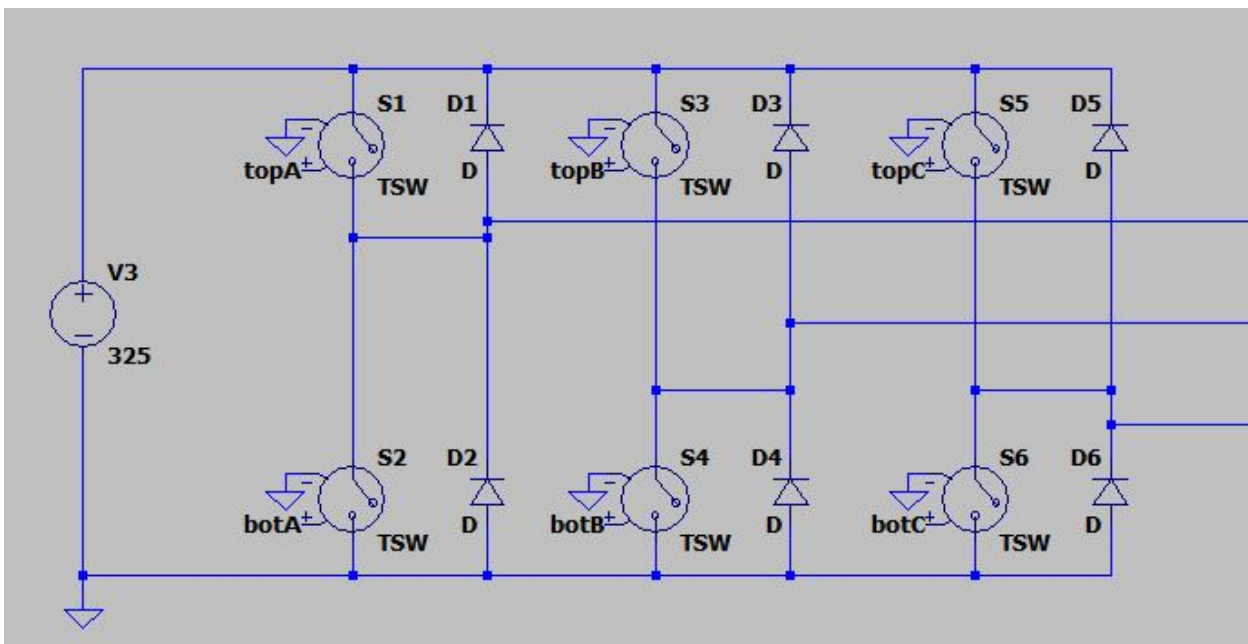 S1 D1 S3 D3 S5 D5
topA topB topC
TSW D TSW D TSW D
V3
325
S2 D2 S4 D4 S6 D6
botA botB botC
TSW D TSW D TSW D